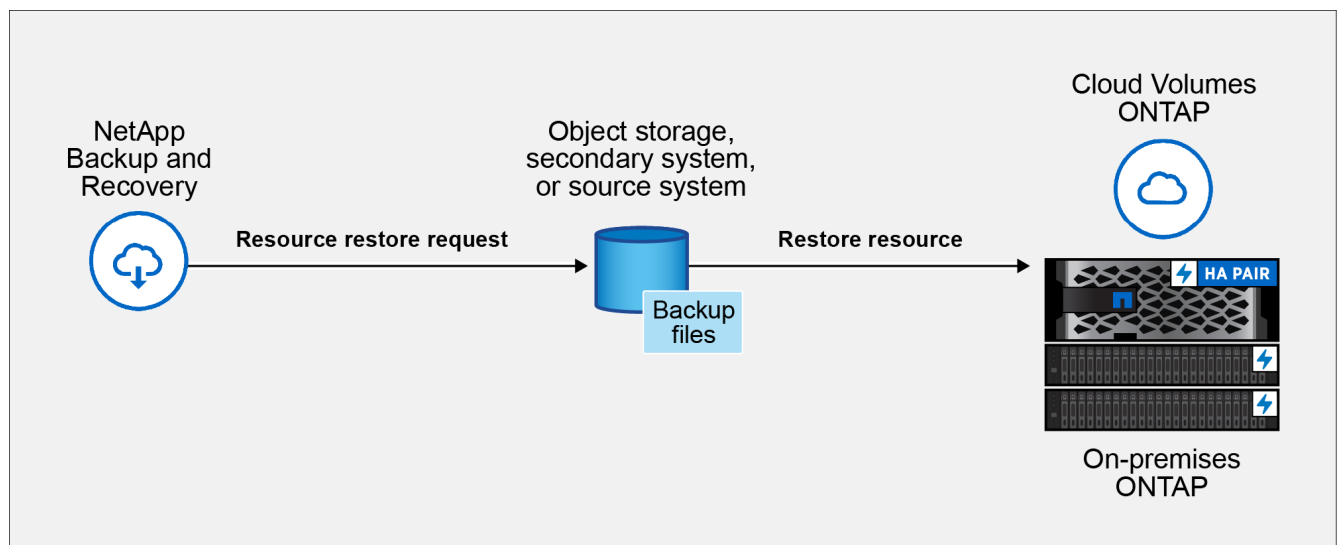 NetApp
Backup and
Recovery
Resource restore request
Object storage,
secondary system,
or source system
Backup
files
Restore resource
Cloud Volumes
ONTAP
HA PAIR
On-premises
ONTAP